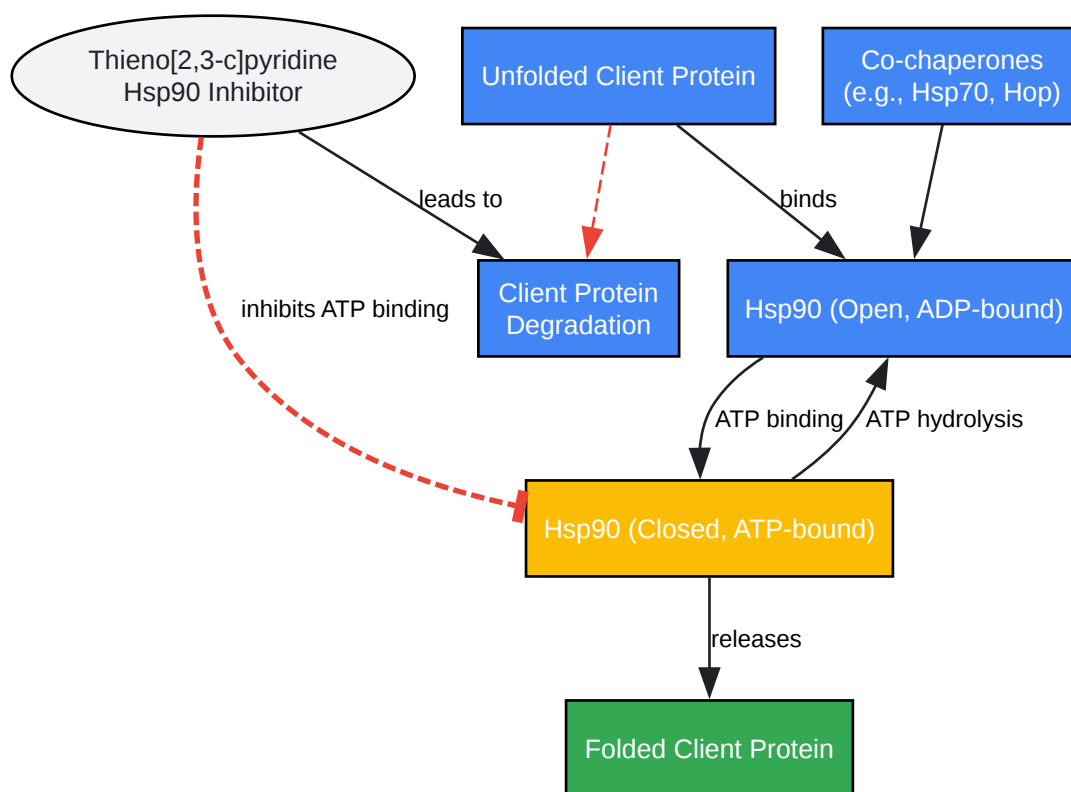 Thieno[2,3-c]pyridine
Hsp90 Inhibitor
Unfolded Client Protein
Co-chaperones
(e.g., Hsp70, Hop)
leads to
binds
inhibits ATP binding
Client Protein
Degradation
Hsp90 (Open, ADP-bound)
ATP binding
ATP hydrolysis
Hsp90 (Closed, ATP-bound)
releases
Folded Client Protein